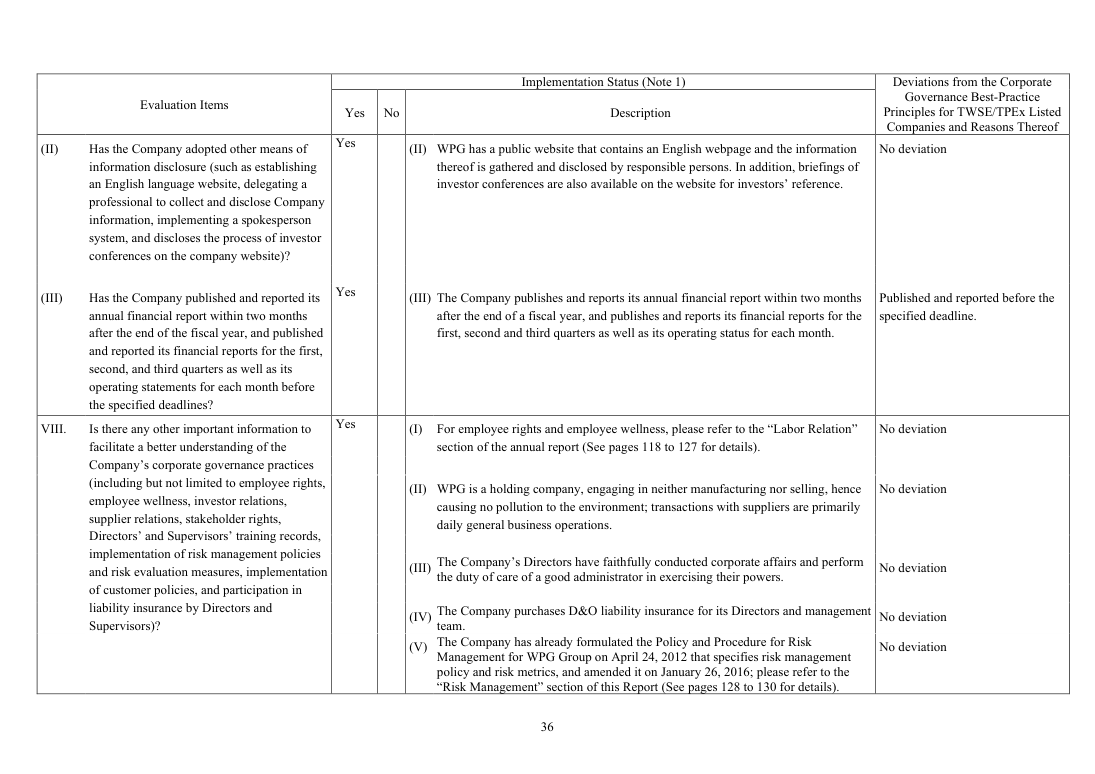 Evaluation Items
Implementation Status (Note 1)
Deviations from the Corporate
Governance Best-Practice
Principles for TWSE/TPEx Listed
Companies and Reasons Thereof
Yes
No
Description
(II) Has the Company adopted other means of
information disclosure (such as establishing
an English language website, delegating a
professional to collect and disclose Company
information, implementing a spokesperson
system, and discloses the process of investor
conferences on the company website)?
Yes
(II) WPG has a public website that contains an English webpage and the information
thereof is gathered and disclosed by responsible persons. In addition, briefings of
investor conferences are also available on the website for investors’ reference.
No deviation
(III) Has the Company published and reported its
annual financial report within two months
after the end of the fiscal year, and published
and reported its financial reports for the first,
second, and third quarters as well as its
operating statements for each month before
the specified deadlines?
Yes
(III) The Company publishes and reports its annual financial report within two months
after the end of a fiscal year, and publishes and reports its financial reports for the
first, second and third quarters as well as its operating status for each month.
Published and reported before the
specified deadline.
VIII. Is there any other important information to
facilitate a better understanding of the
Company’s corporate governance practices
(including but not limited to employee rights,
employee wellness, investor relations,
supplier relations, stakeholder rights,
Directors’ and Supervisors’ training records,
implementation of risk management policies
and risk evaluation measures, implementation
of customer policies, and participation in
liability insurance by Directors and
Supervisors)?
Yes
(I) For employee rights and employee wellness, please refer to the “Labor Relation”
section of the annual report (See pages 118 to 127 for details).
No deviation
(II) WPG is a holding company, engaging in neither manufacturing nor selling, hence
causing no pollution to the environment; transactions with suppliers are primarily
daily general business operations.
No deviation
(III) The Company’s Directors have faithfully conducted corporate affairs and perform
the duty of care of a good administrator in exercising their powers.
No deviation
(IV) The Company purchases D&O liability insurance for its Directors and management
team.
No deviation
(V) The Company has already formulated the Policy and Procedure for Risk
Management for WPG Group on April 24, 2012 that specifies risk management
policy and risk metrics, and amended it on January 26, 2016; please refer to the
“Risk Management” section of this Report (See pages 128 to 130 for details).
No deviation
36